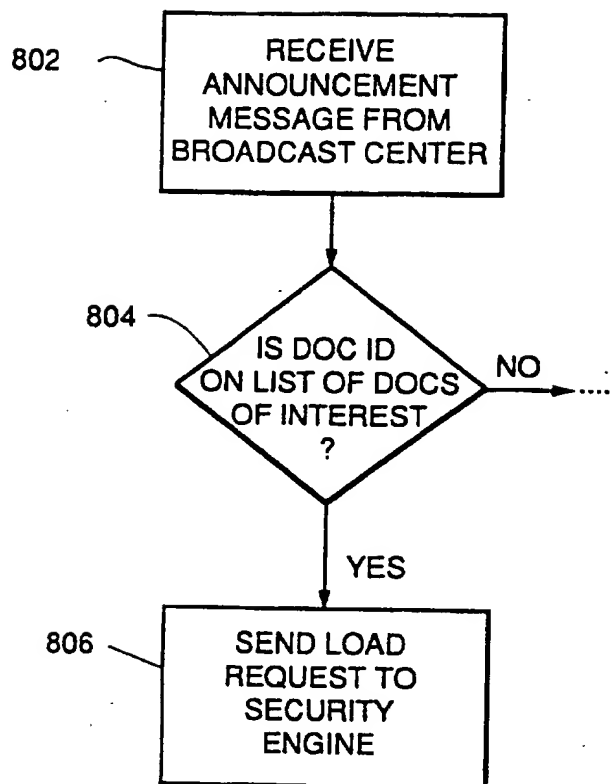 802
RECEIVE
ANNOUNCEMENT
MESSAGE FROM
BROADCAST CENTER
804
IS DOC ID
ON LIST OF DOCS
OF INTEREST
?
NO
....
YES
806
SEND LOAD
REQUEST TO
SECURITY
ENGINE